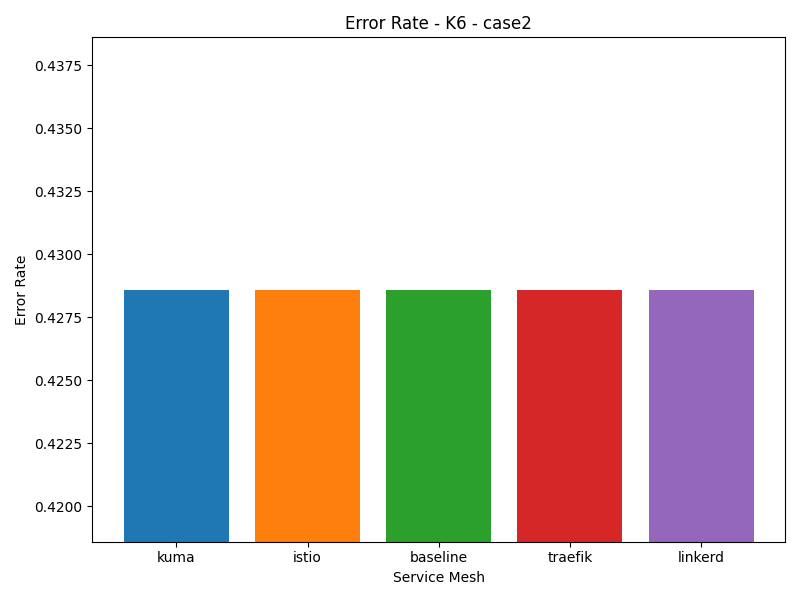 Error Rate - K6 - case2
0.4375
0.4350
0.4325
0.4300
0.4275
0.4250
0.4225
0.4200
Error Rate
kuma istio baseline traefik linkerd
Service Mesh